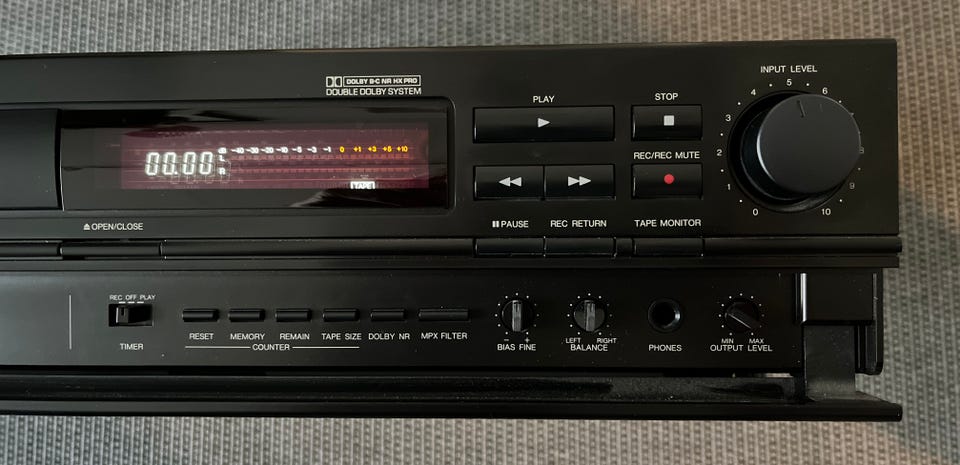 DOLBY B·C NR HX PRO
DOUBLE DOLBY SYSTEM
PLAY
STOP
INPUT LEVEL
0 1 2 3 4 5 6 8 9 10
00.00
dB -40 -30 -20 -10 -5 -3 -1 0 +1 +3 +5 +10
TAPE
REC/REC MUTE
OPEN/CLOSE
PAUSE
REC RETURN
TAPE MONITOR
REC OFF PLAY
TIMER
RESET
MEMORY
REMAIN
TAPE SIZE
DOLBY NR
MPX FILTER
COUNTER
- +
BIAS FINE
LEFT RIGHT
BALANCE
PHONES
MIN MAX
OUTPUT LEVEL